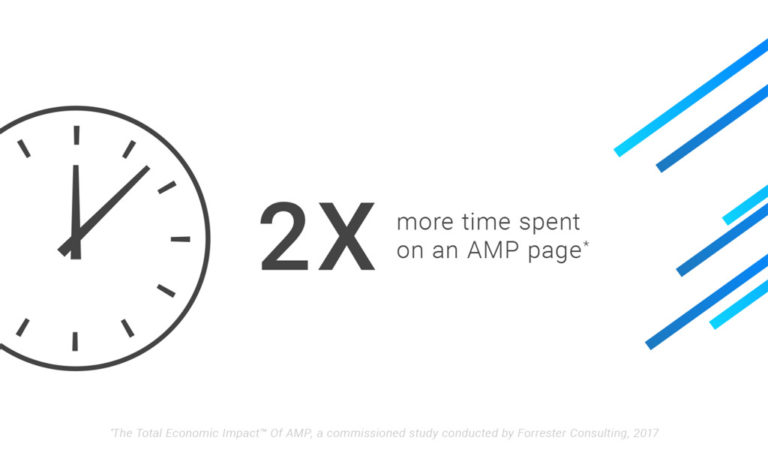 2X
more time spent
on an AMP page*
"The Total Economic Impact™ Of AMP, a commissioned study conducted by Forrester Consulting, 2017